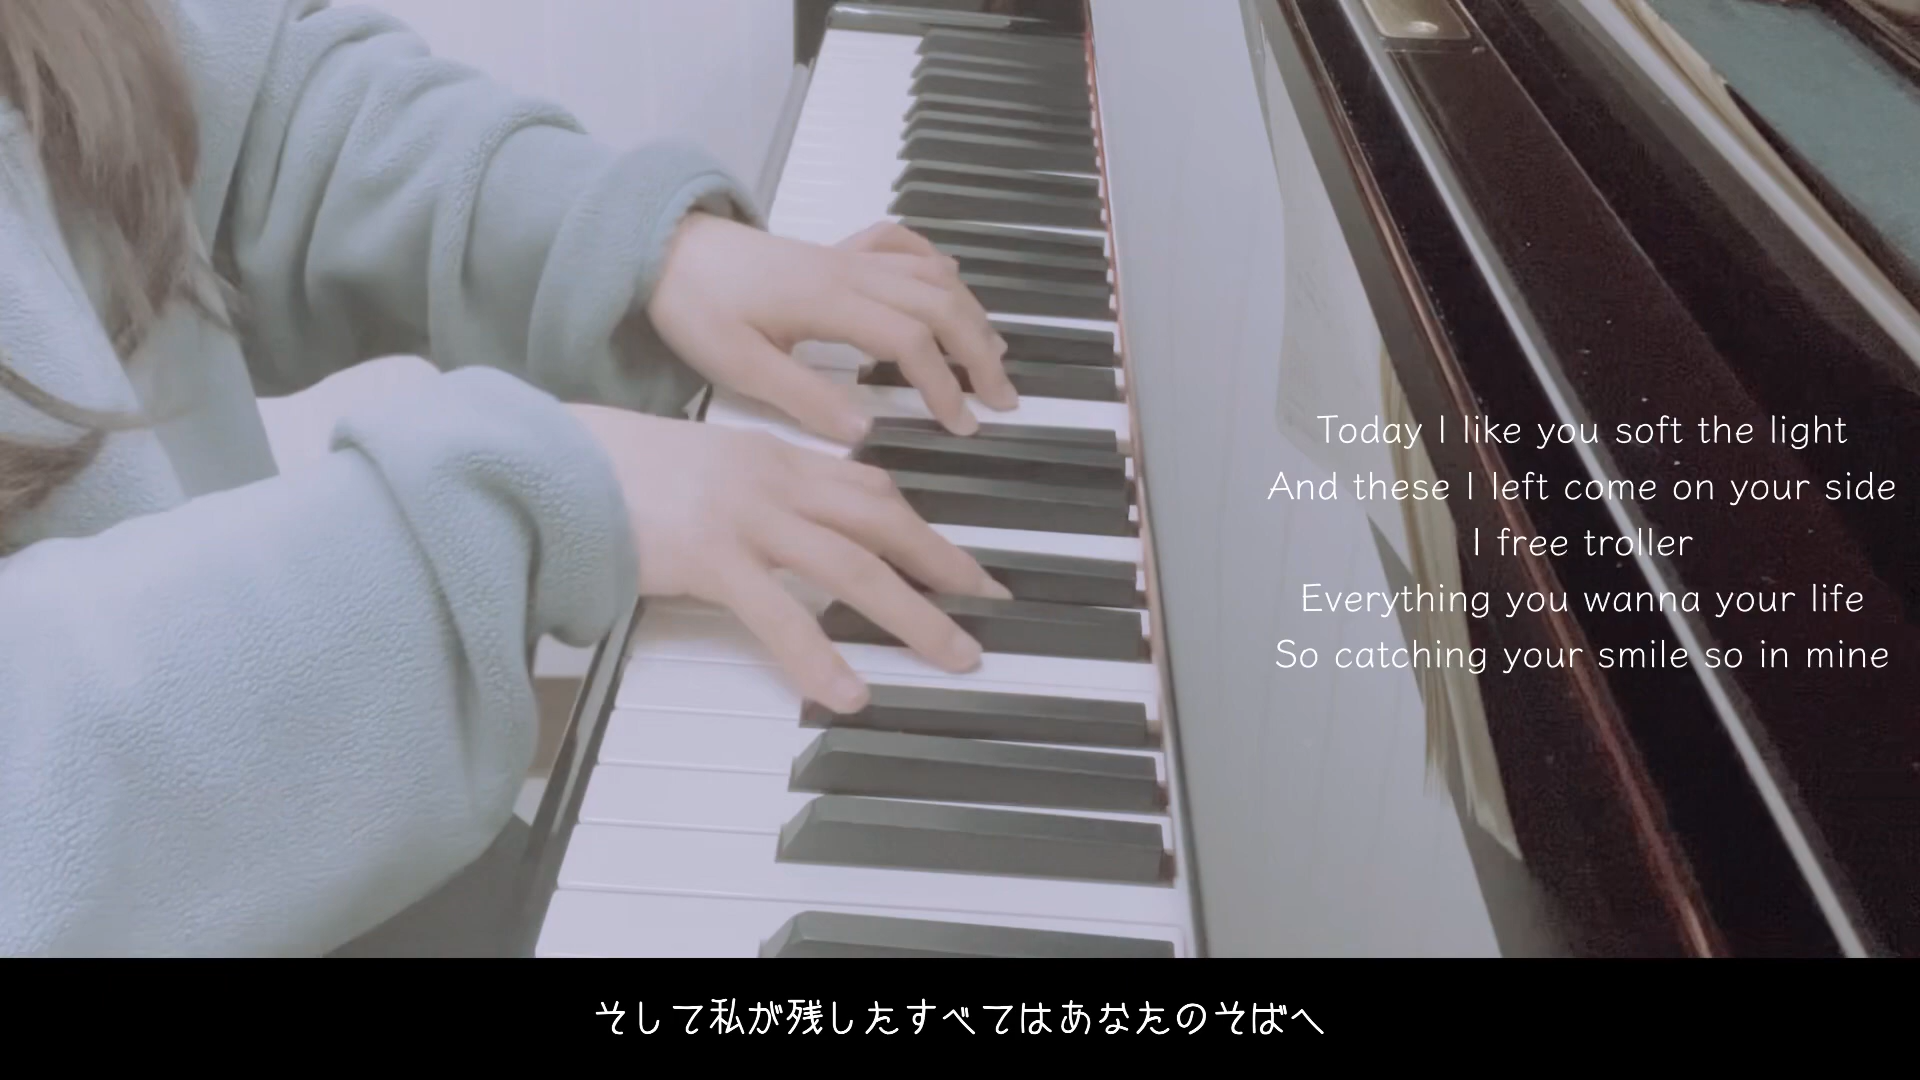 Today I like you soft the light
And these I left come on your side
I free troller
Everything you wanna your life
So catching your smile so in mine
そして私が残したすべてはあなたのそばへ